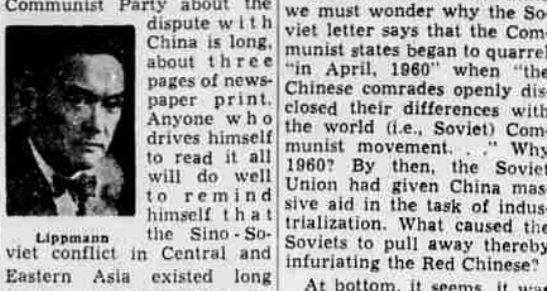 Communist Party about the
dispute with
China is long,
about three
pages of news-
paper print.
Anyone who
drives himself
to read it all
will do well
to remind
himself that
the Sino-So-
Lippmann
viet conflict in Central and
Eastern Asia existed long
we must wonder why the So-
viet letter says that the Com-
munist states began to quarrel
"in April, 1960" when "the
Chinese comrades openly dis-
closed their differences with
the world (i.e., Soviet) Com-
munist movement. . ." Why
1960? By then, the Soviet
Union had given China mas-
sive aid in the task of indus-
trialization. What caused the
Soviets to pull away thereby
infuriating the Red Chinese?
At bottom, it seems, it was